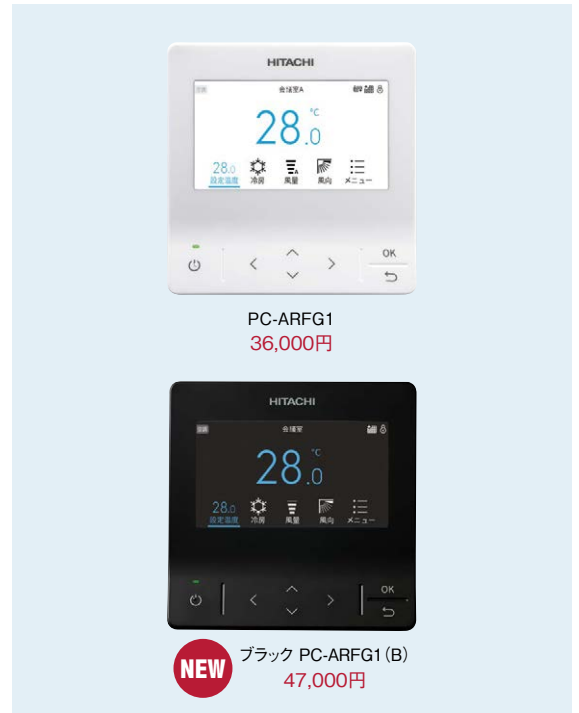 HITACHI
会議室A
28.0
°C
28.0
設定温度 冷房 風量 風向 メニュー
OK
PC-ARFG1
36,000円
HITACHI
会議室
28.0
°C
28.0
設定温度 冷房 風量 風向 メニュー
OK
NEW ブラック PC-ARFG1(B)
47,000円